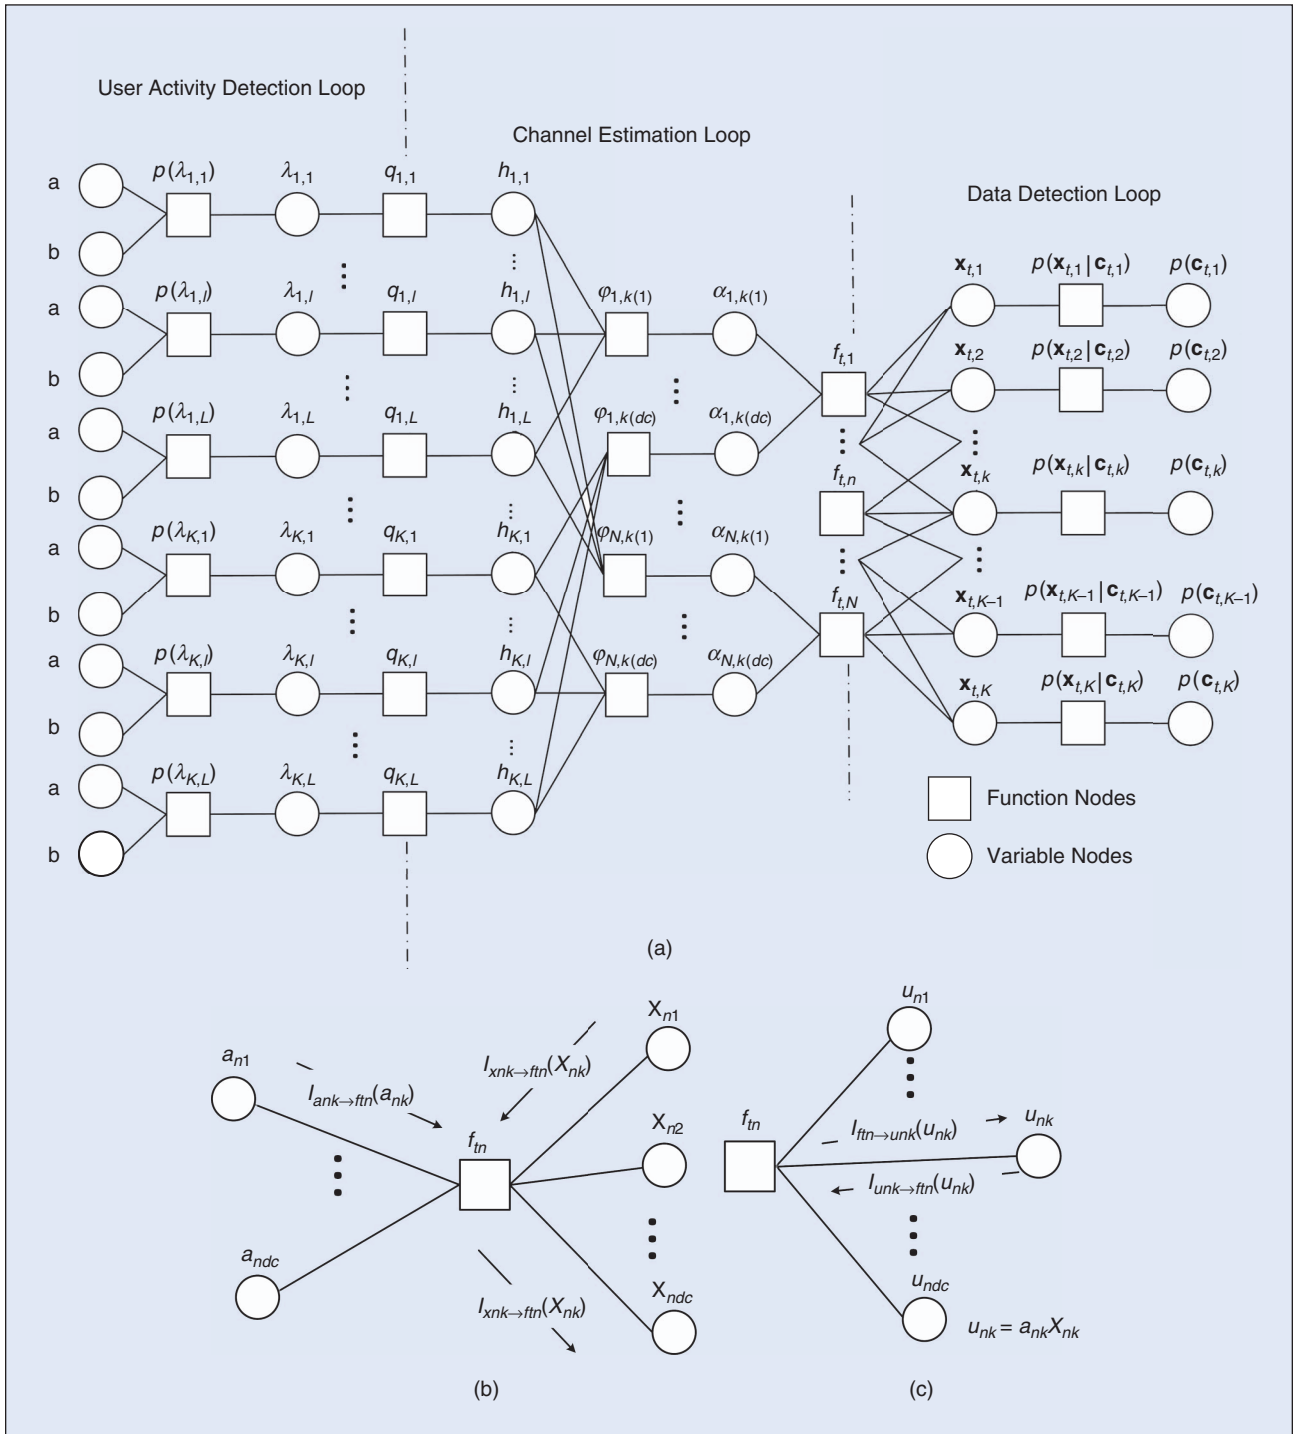 User Activity Detection Loop
Channel Estimation Loop
Data Detection Loop
a
b
p(λ1,1)
λ1,1
q1,1
h1,1
a
b
p(λ1,l)
λ1,l
q1,l
h1,l
φ1,k(1)
α1,k(1)
a
b
p(λ1,L)
λ1,L
q1,L
h1,L
φ1,k(dc)
α1,k(dc)
a
b
p(λK,1)
λK,1
qK,1
hK,1
φN,k(1)
αN,k(1)
a
b
p(λK,l)
λK,l
qK,l
hK,l
φN,k(dc)
αN,k(dc)
a
b
p(λK,L)
λK,L
qK,L
hK,L
ft,1
ft,n
ft,N
xt,1
p(xt,1|ct,1)
p(ct,1)
xt,2
p(xt,2|ct,2)
p(ct,2)
xt,k
p(xt,k|ct,k)
p(ct,k)
xt,K–1
p(xt,K–1|ct,K–1)
p(ct,K–1)
xt,K
p(xt,K|ct,K)
p(ct,K)
Function Nodes
Variable Nodes
(a)
an1
Iank→ftn(ank)
Ixnk→ftn(Xnk)
Xn1
ftn
Xn2
andc
Ixnk→ftn(Xnk)
Xndc
(b)
un1
ftn
Iftn→unk(unk)
unk
Iunk→ftn(unk)
undc
unk = ankXnk
(c)